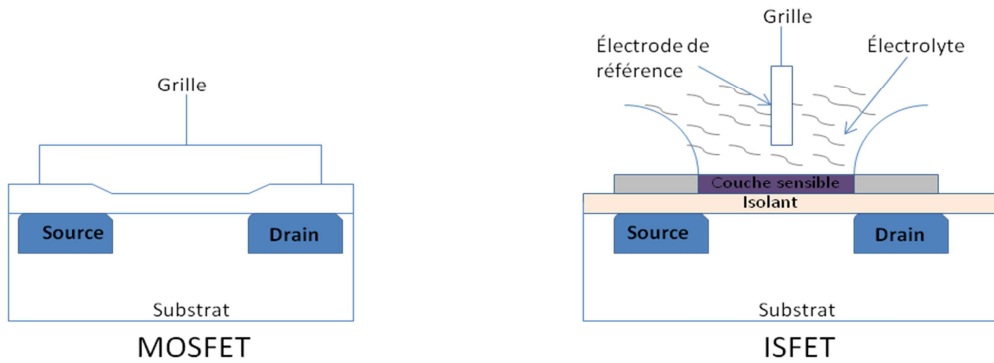 Grille
Source
Drain
Substrat
MOSFET
Grille
Électrode de
référence
Électrolyte
Couche sensible
Isolant
Source
Drain
Substrat
ISFET